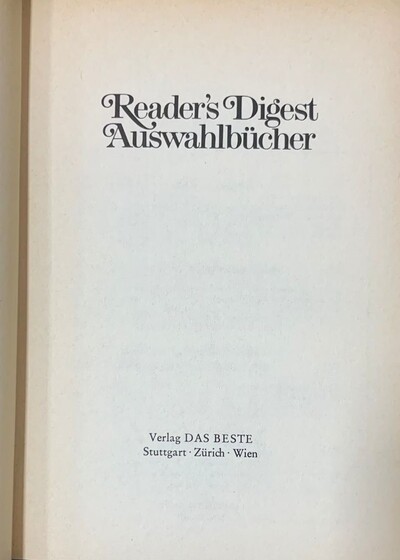 Reader's Digest
Auswahlbücher
Verlag DAS BESTE
Stuttgart · Zürich · Wien